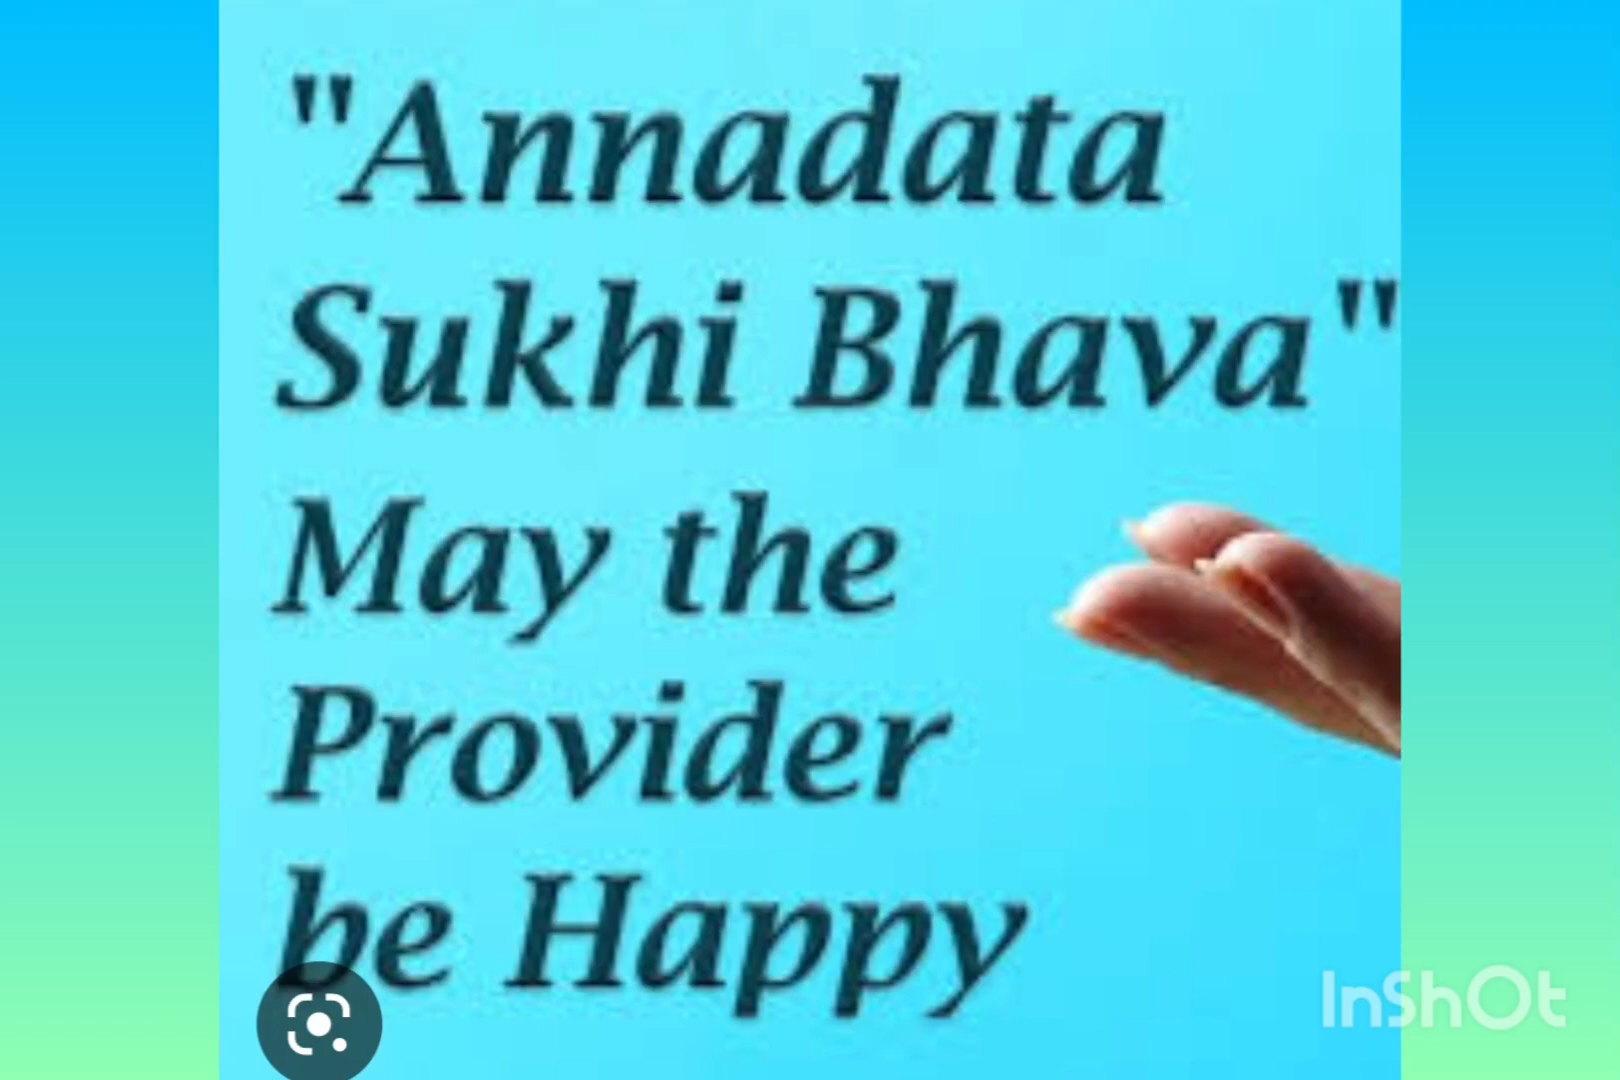 "Annadata
Sukhi Bhava"
May the
Provider
be Happy
InShOt